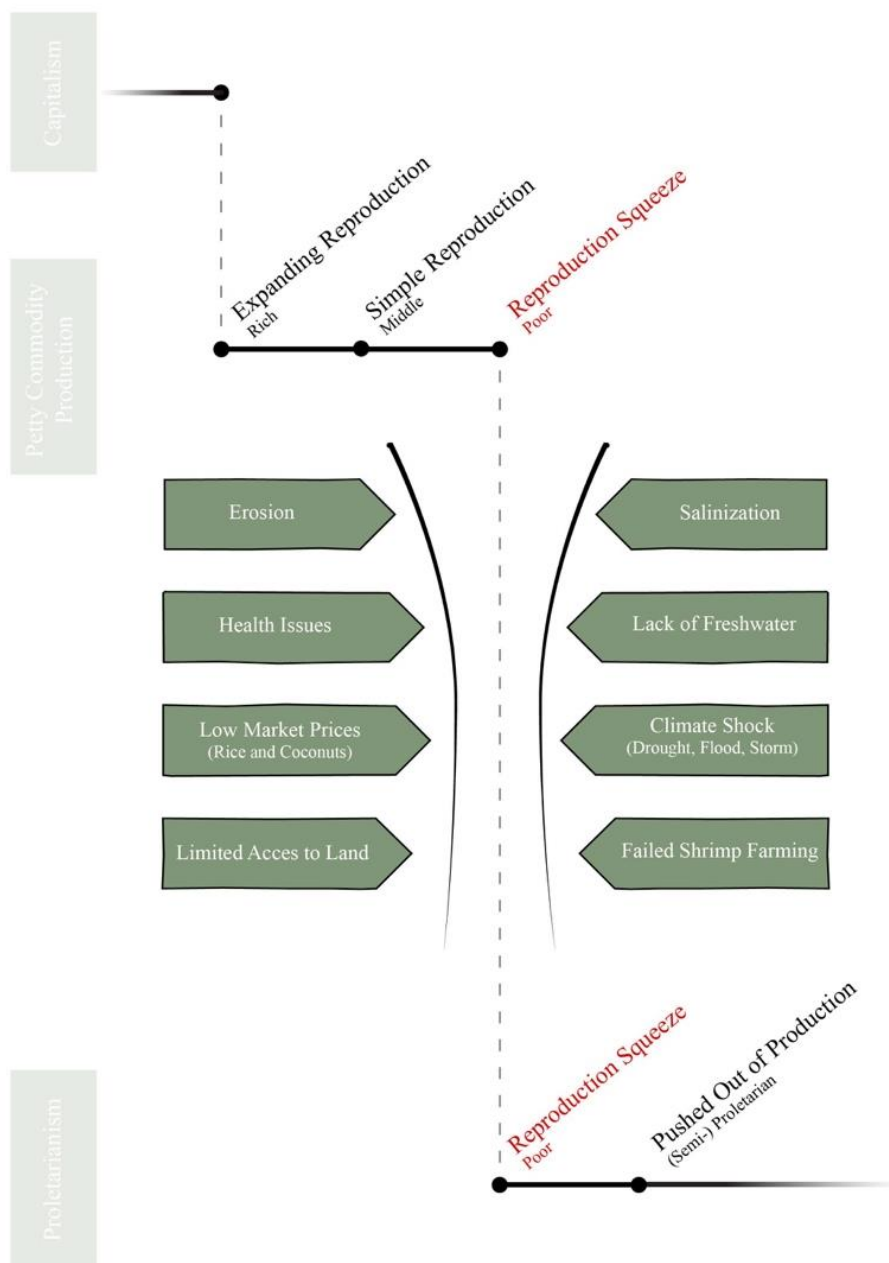 Capitalism
Expanding Reproduction
Rich
Simple Reproduction
Middle
Reproduction Squeeze
Poor
Petty Commodity
Production
Erosion
Salinization
Health Issues
Lack of Freshwater
Low Market Prices
(Rice and Coconuts)
Climate Shock
(Drought, Flood, Storm)
Limited Acces to Land
Failed Shrimp Farming
Proletarianism
Reproduction Squeeze
Poor
Pushed Out of Production
(Semi-) Proletarian